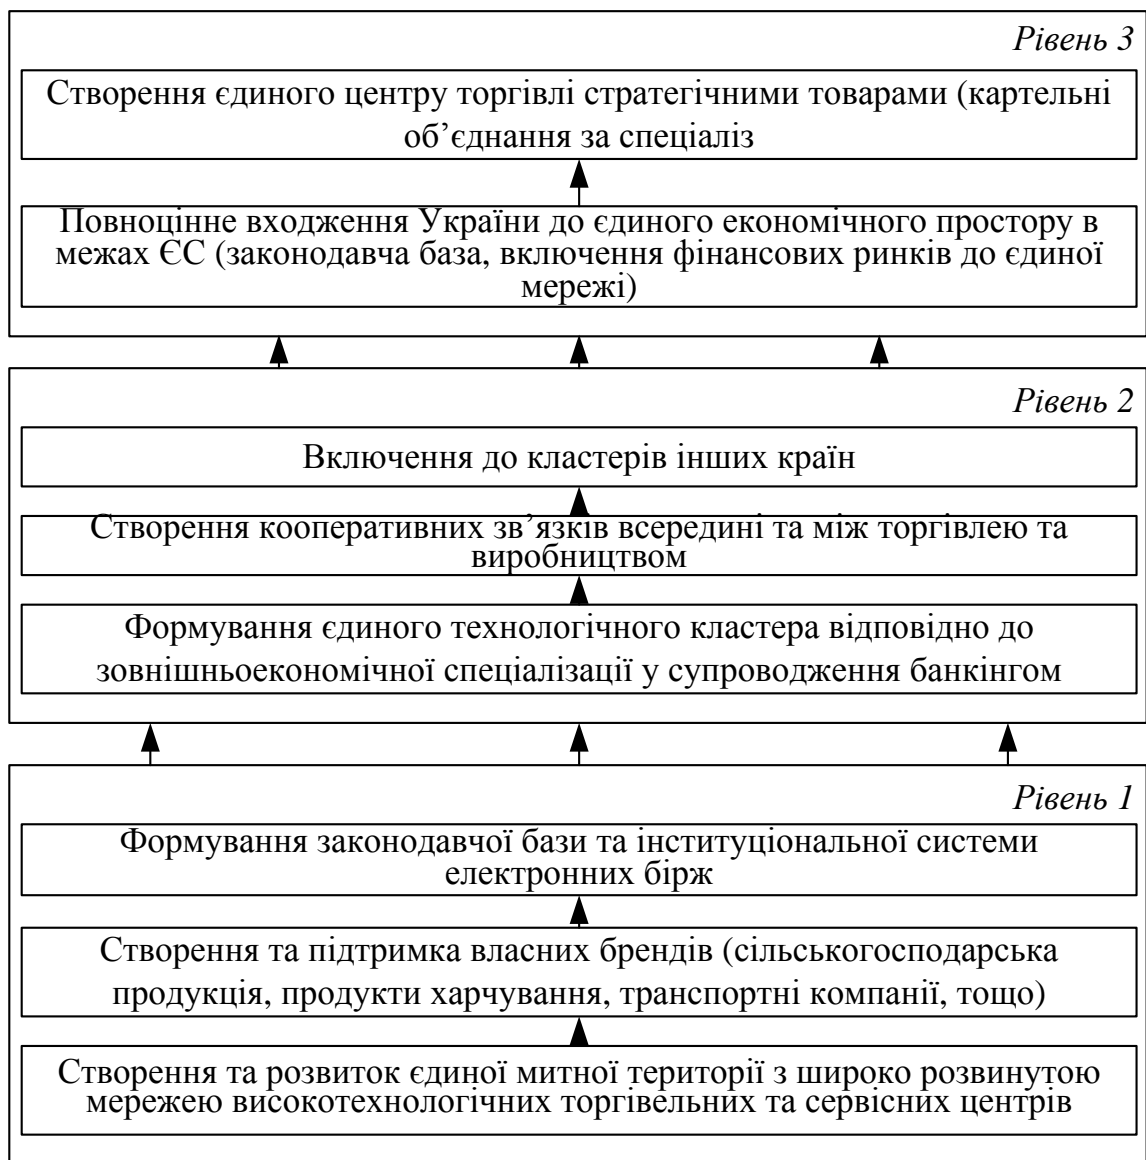 Рівень 3
Створення єдиного центру торгівлі стратегічними товарами (картельні
об’єднання за спеціаліз
Повноцінне входження України до єдиного економічного простору в
межах ЄС (законодавча база, включення фінансових ринків до єдиної
мережі)
Рівень 2
Включення до кластерів інших країн
Створення кооперативних зв’язків всередині та між торгівлею та
виробництвом
Формування єдиного технологічного кластера відповідно до
зовнішньоекономічної спеціалізації у супроводження банкінгом
Рівень 1
Формування законодавчої бази та інституціональної системи
електронних бірж
Створення та підтримка власних брендів (сільськогосподарська
продукція, продукти харчування, транспортні компанії, тощо)
Створення та розвиток єдиної митної території з широко розвинутою
мережею високотехнологічних торгівельних та сервісних центрів